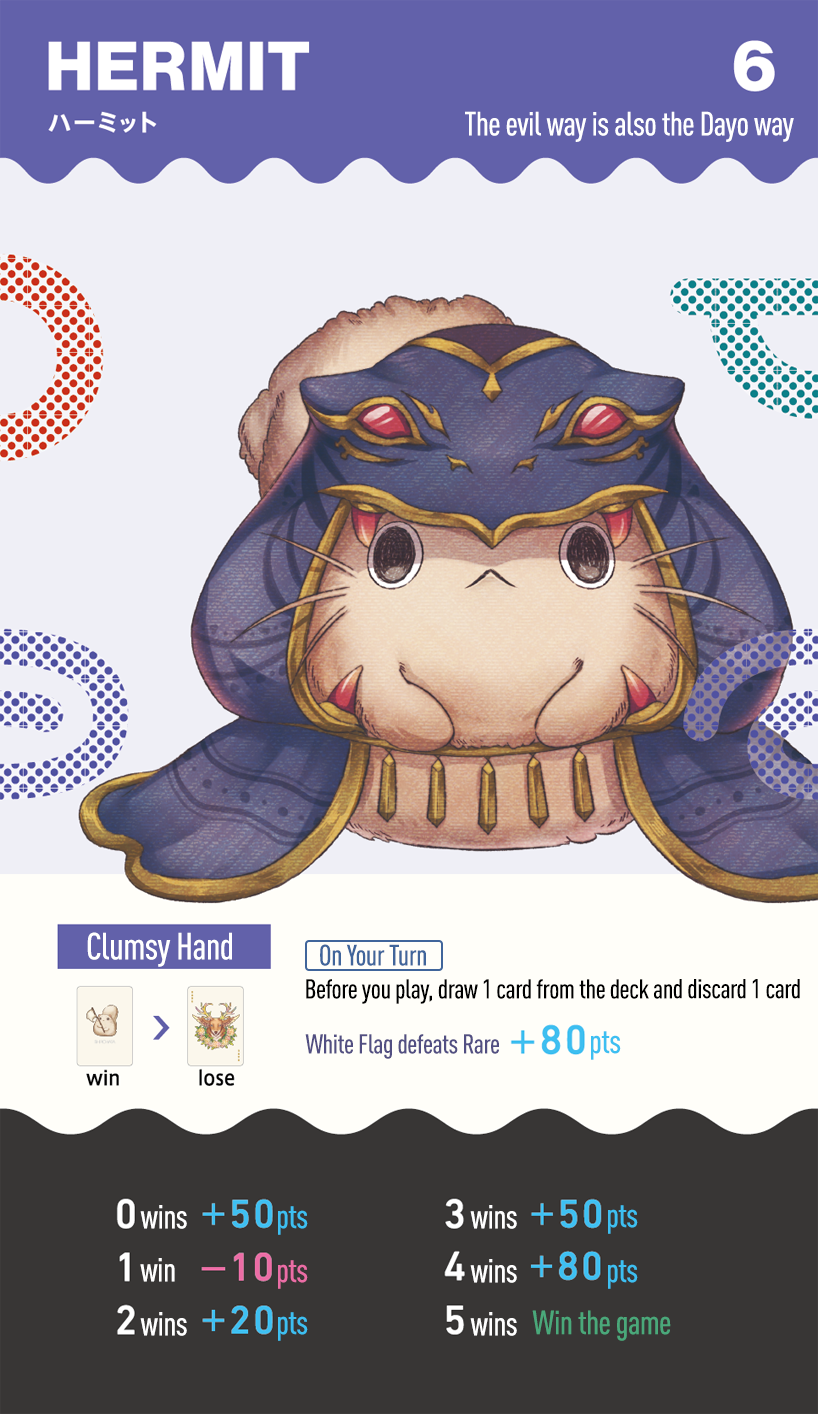 HERMIT
6
ハーミット
The evil way is also the Dayo way
Clumsy Hand
win
lose
On Your Turn
Before you play, draw 1 card from the deck and discard 1 card
White Flag defeats Rare +80pts
0 wins +50pts
1 win −10pts
2 wins +20pts
3 wins +50pts
4 wins +80pts
5 wins Win the game